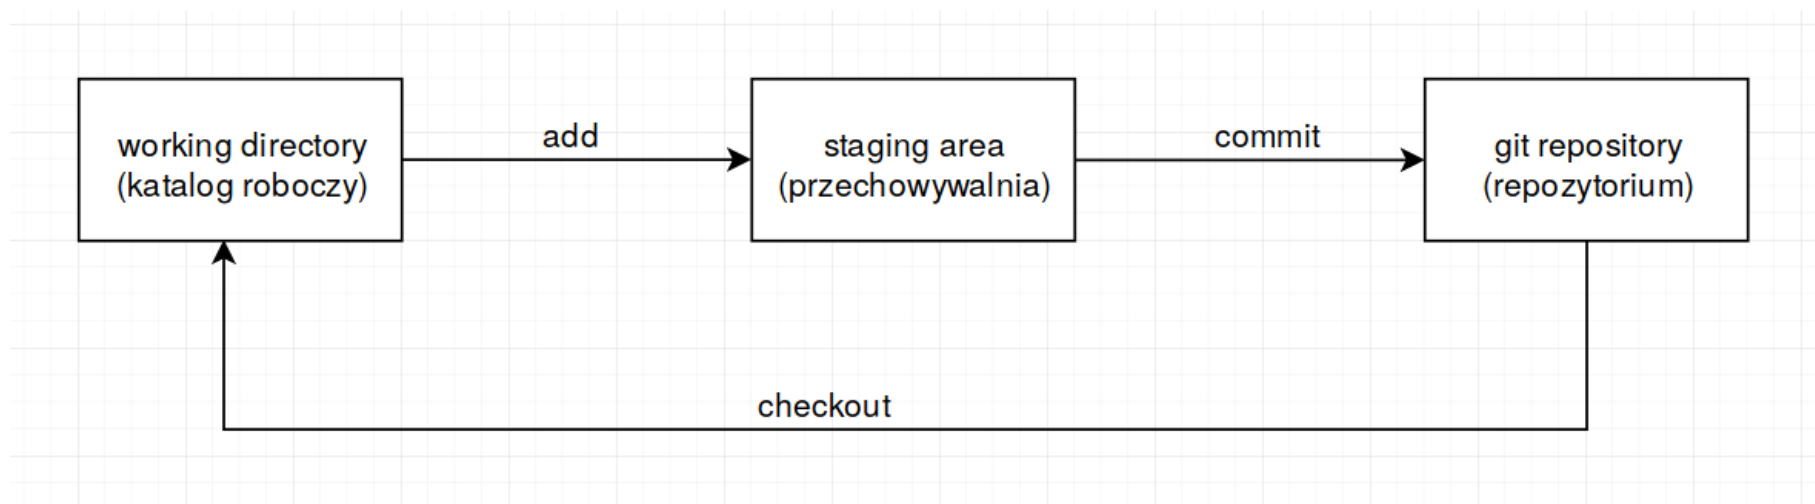 working directory
(katalog roboczy)
add
staging area
(przechowywalnia)
commit
git repository
(repozytorium)
checkout